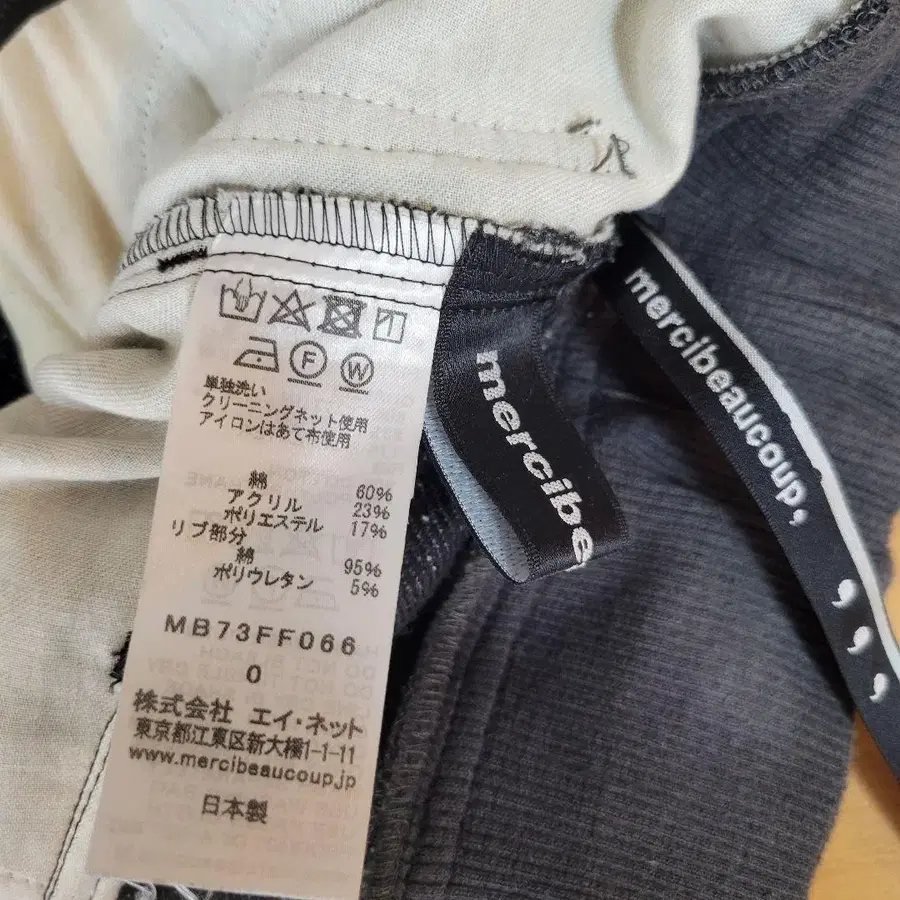 F W
単独洗い
クリーニングネット使用
アイロンはあて布使用
綿 60%
アクリル 23%
ポリエステル 17%
リブ部分
綿 95%
ポリウレタン 5%
MB73FF066
0
株式会社 エイ・ネット
東京都江東区新大橋1-1-11
www.mercibeaucoup.jp
日本製
mercibe
mercibeaucoup,
, , ,